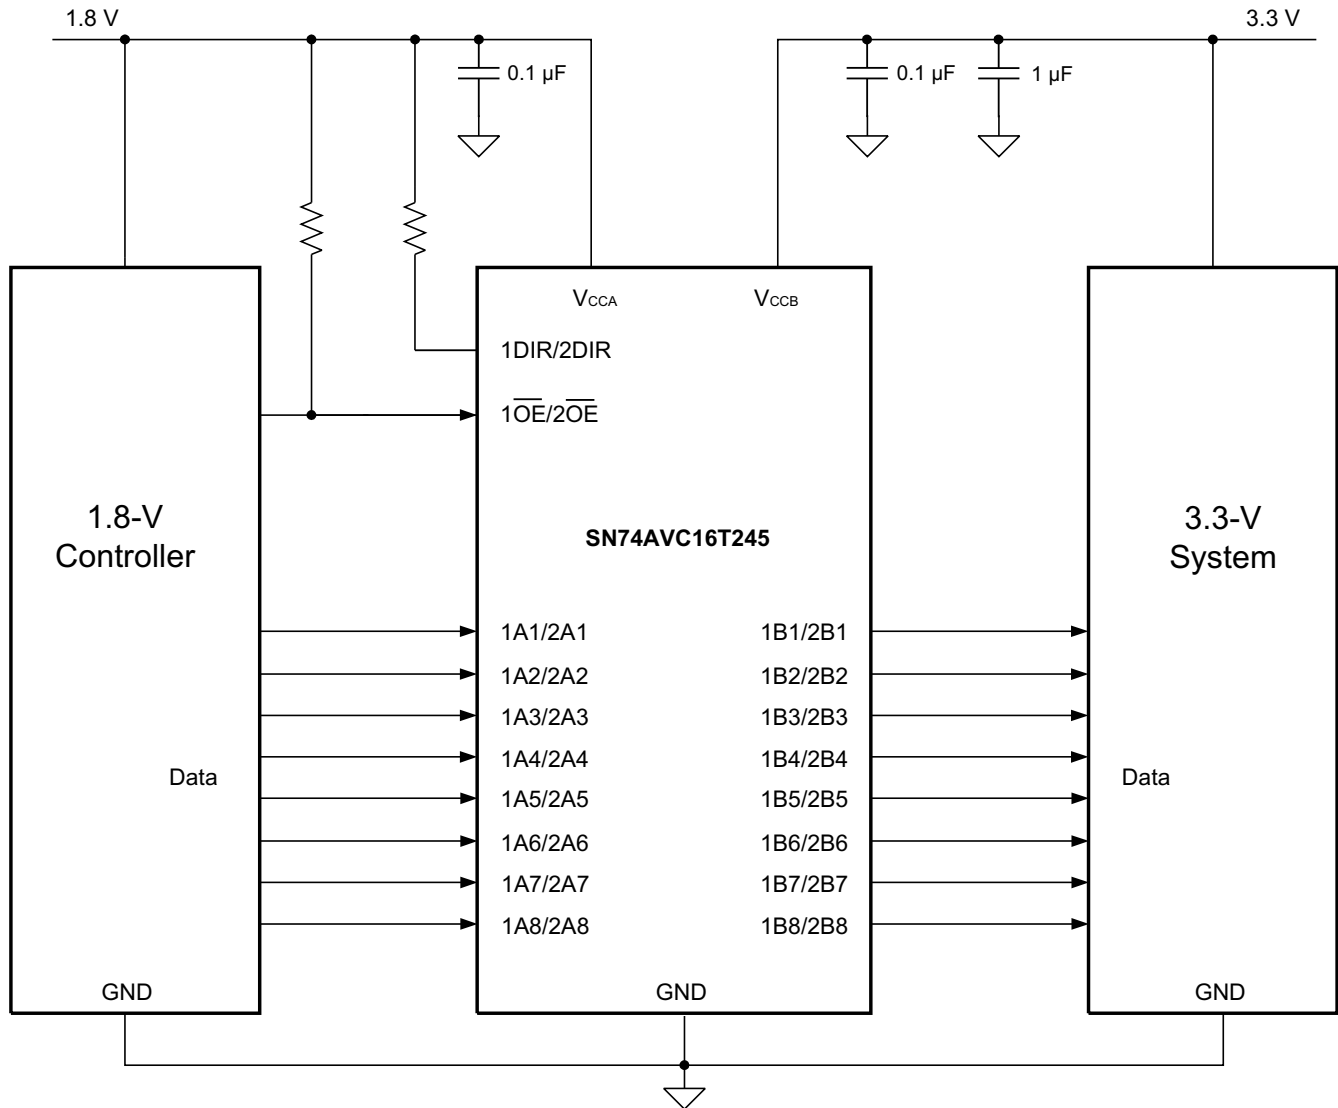 1.8 V
3.3 V
0.1 µF
0.1 µF
1 µF
VCCA
VCCB
1DIR/2DIR
1O̅E̅/2O̅E̅
1.8-V
Controller
SN74AVC16T245
3.3-V
System
1A1/2A1
1B1/2B1
1A2/2A2
1B2/2B2
1A3/2A3
1B3/2B3
1A4/2A4
1B4/2B4
Data
Data
1A5/2A5
1B5/2B5
1A6/2A6
1B6/2B6
1A7/2A7
1B7/2B7
1A8/2A8
1B8/2B8
GND
GND
GND